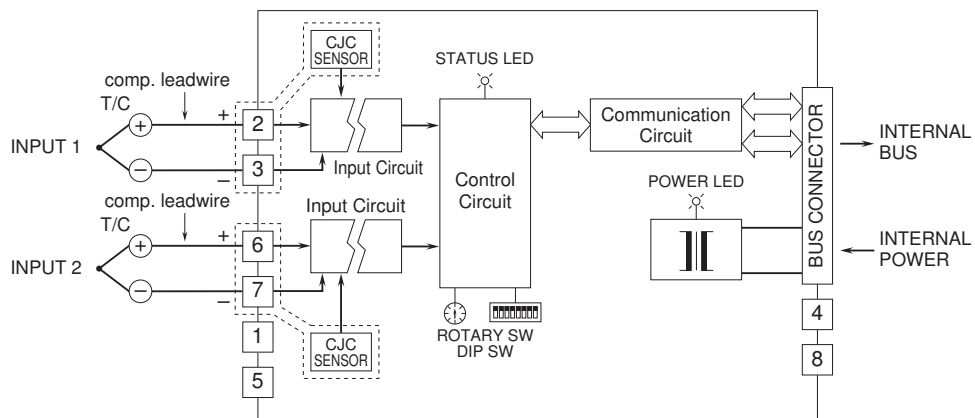 CJC
SENSOR
STATUS LED
comp. leadwire
T/C
+
+
2
INPUT 1
−
−
3
Input Circuit
Control
Circuit
Communication
Circuit
BUS CONNECTOR
INTERNAL
BUS
comp. leadwire
T/C
+
+
6
Input Circuit
INPUT 2
−
−
7
POWER LED
INTERNAL
POWER
1
5
CJC
SENSOR
ROTARY SW
DIP SW
4
8